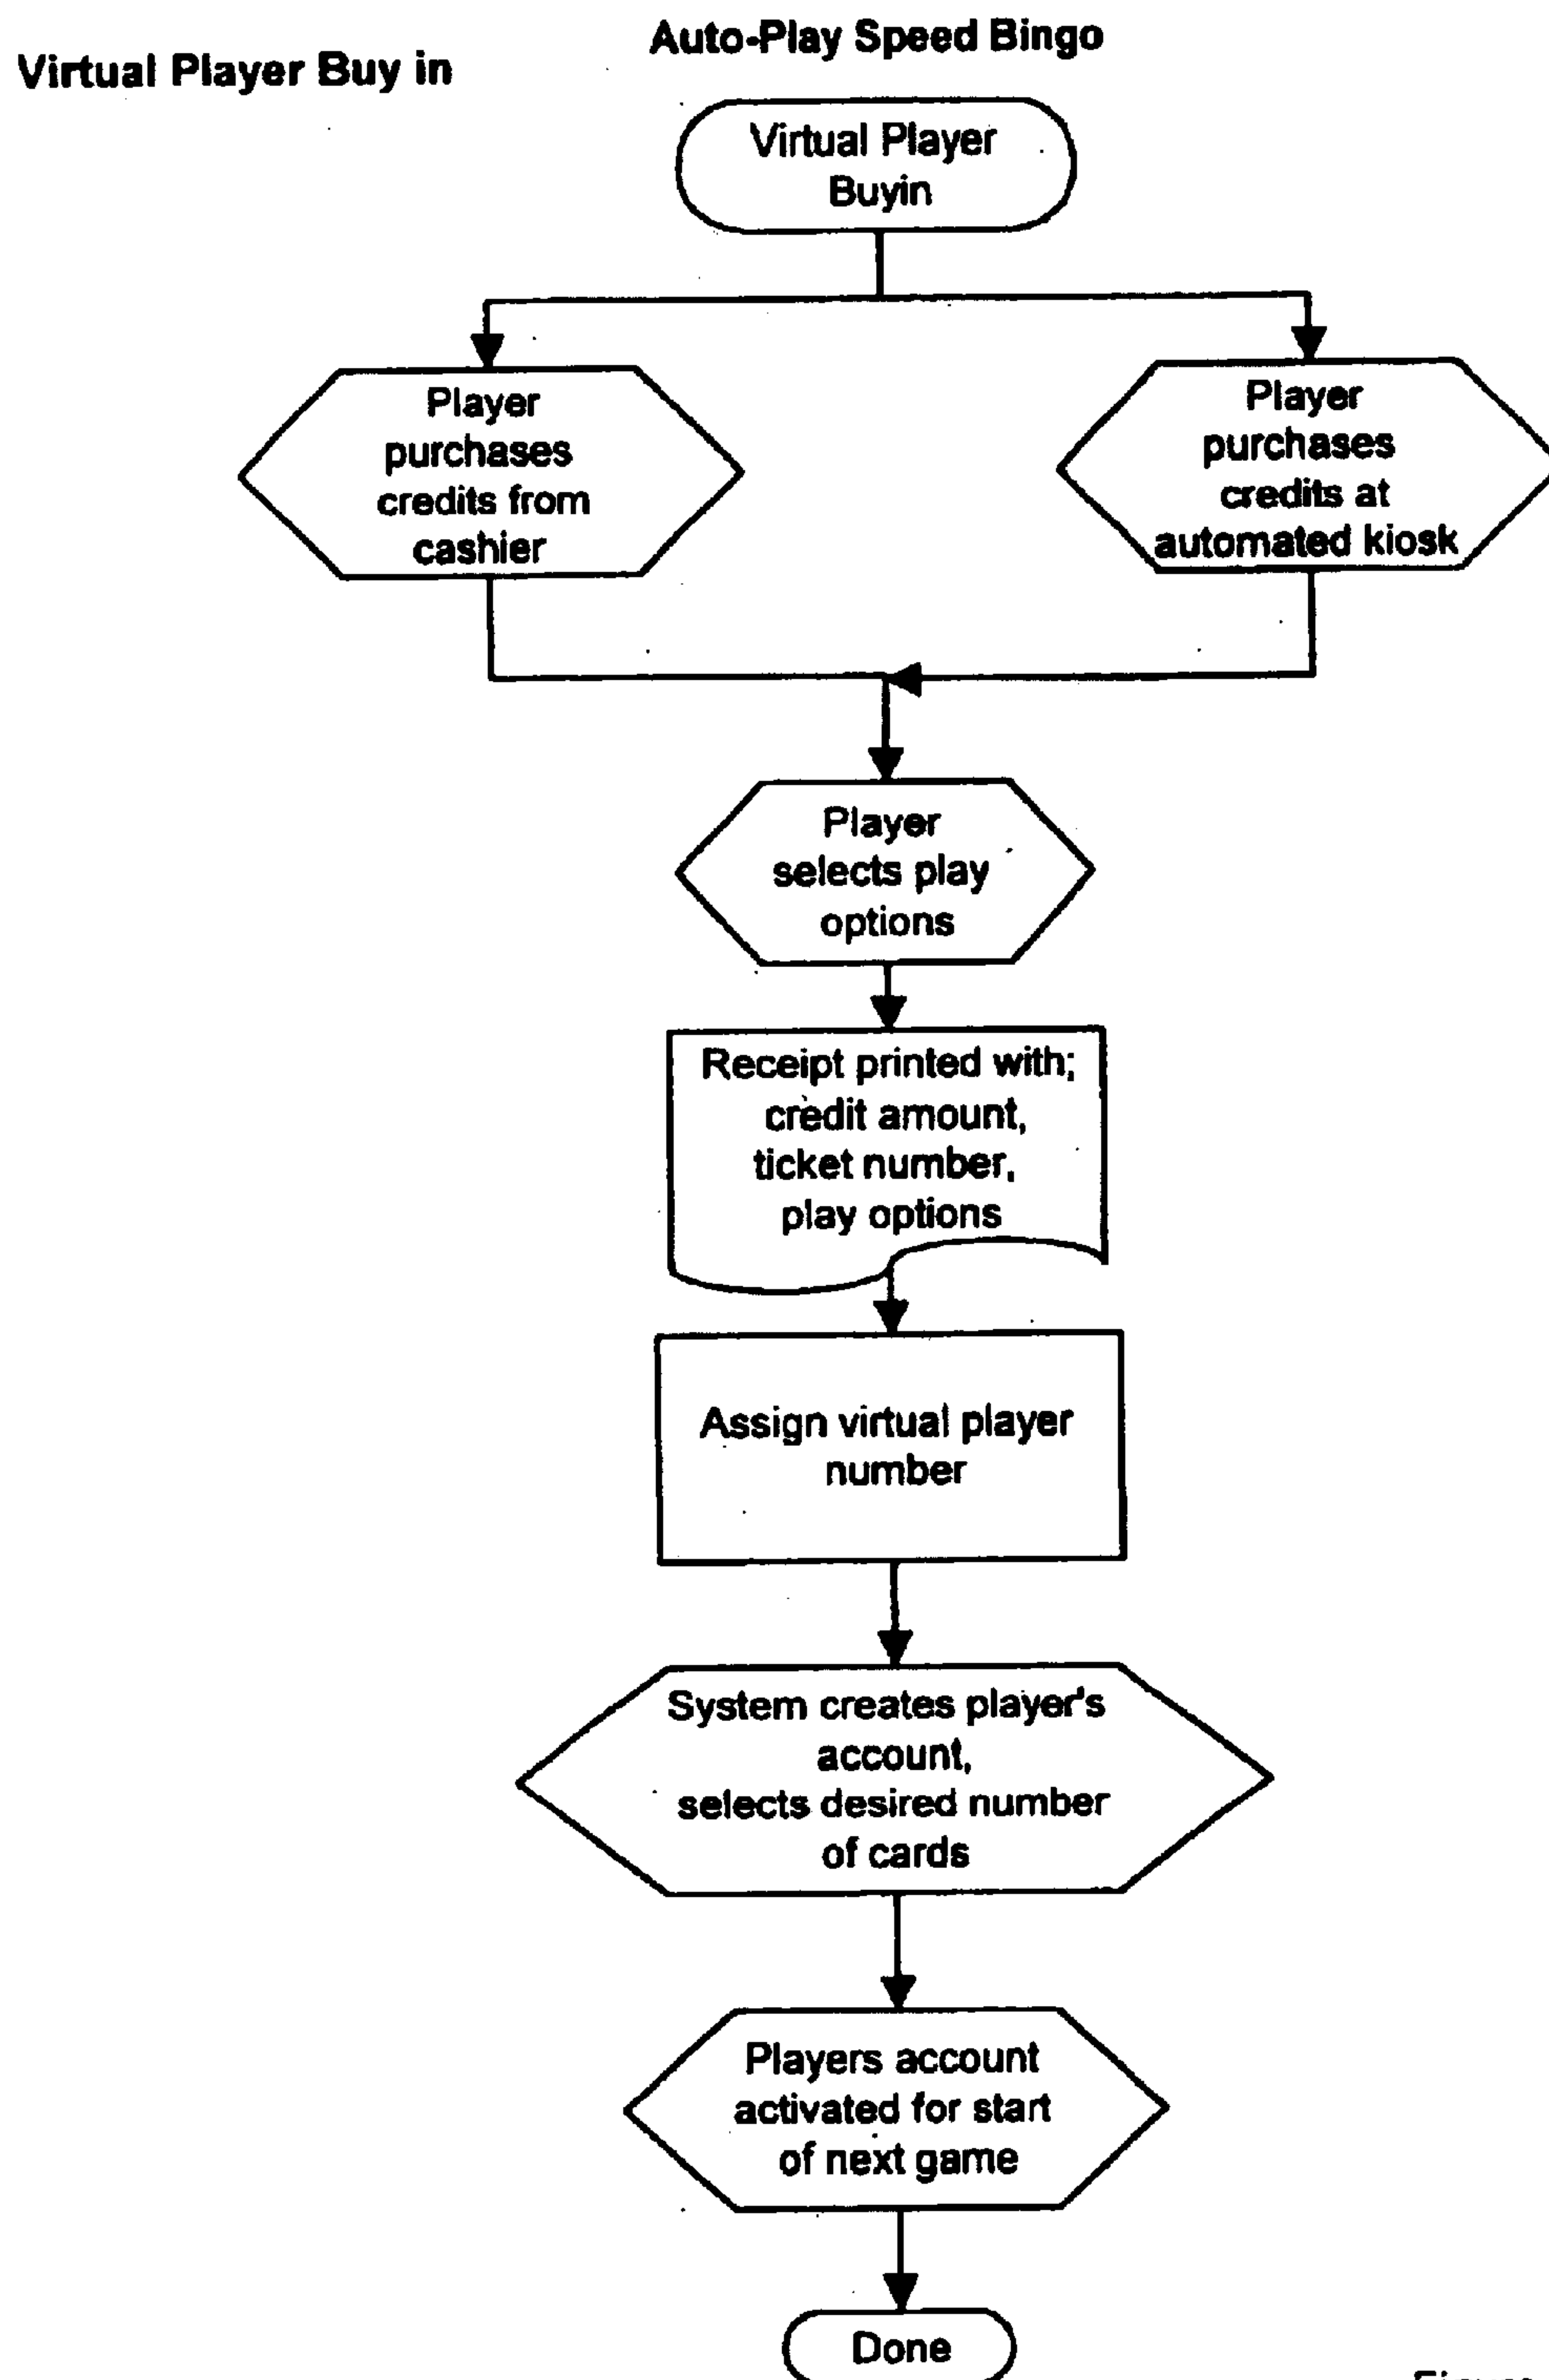 Auto-Play Speed Bingo
Virtual Player Buy in
Virtual Player
Buyin
Player
purchases
credits from
cashier
Player
purchases
credits at
automated kiosk
Player
selects play
options
Receipt printed with;
credit amount,
ticket number,
play options
Assign virtual player
number
System creates player's
account,
selects desired number
of cards
Players account
activated for start
of next game
Done